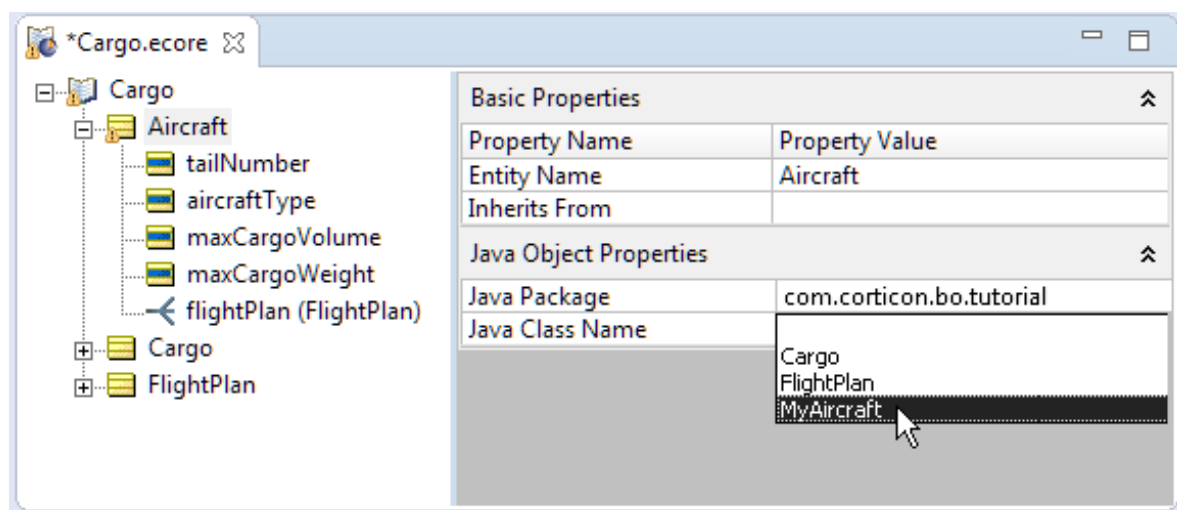 *Cargo.ecore
Cargo
Aircraft
tailNumber
aircraftType
maxCargoVolume
maxCargoWeight
flightPlan (FlightPlan)
Cargo
FlightPlan
Basic Properties
Property Name Property Value
Entity Name Aircraft
Inherits From
Java Object Properties
Java Package com.corticon.bo.tutorial
Java Class Name
Cargo
FlightPlan
MyAircraft